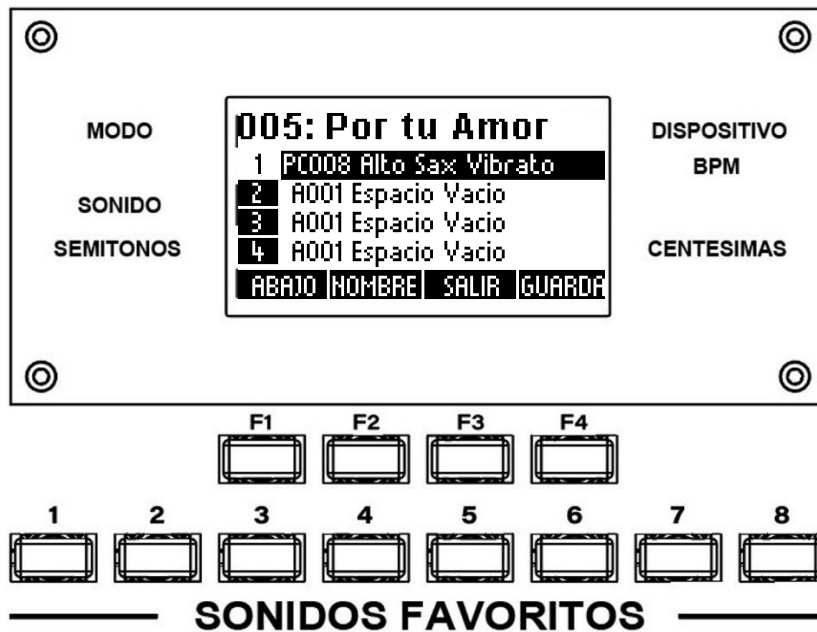 MODO
SONIDO
SEMITONOS
005: Por tu Amor
1 PC008 Alto Sax Vibrato
2 A001 Espacio Vacio
3 A001 Espacio Vacio
4 A001 Espacio Vacio
ABAJO NOMBRE SALIR GUARDA
DISPOSITIVO
BPM
CENTESIMAS
F1 F2 F3 F4
1 2 3 4 5 6 7 8
SONIDOS FAVORITOS